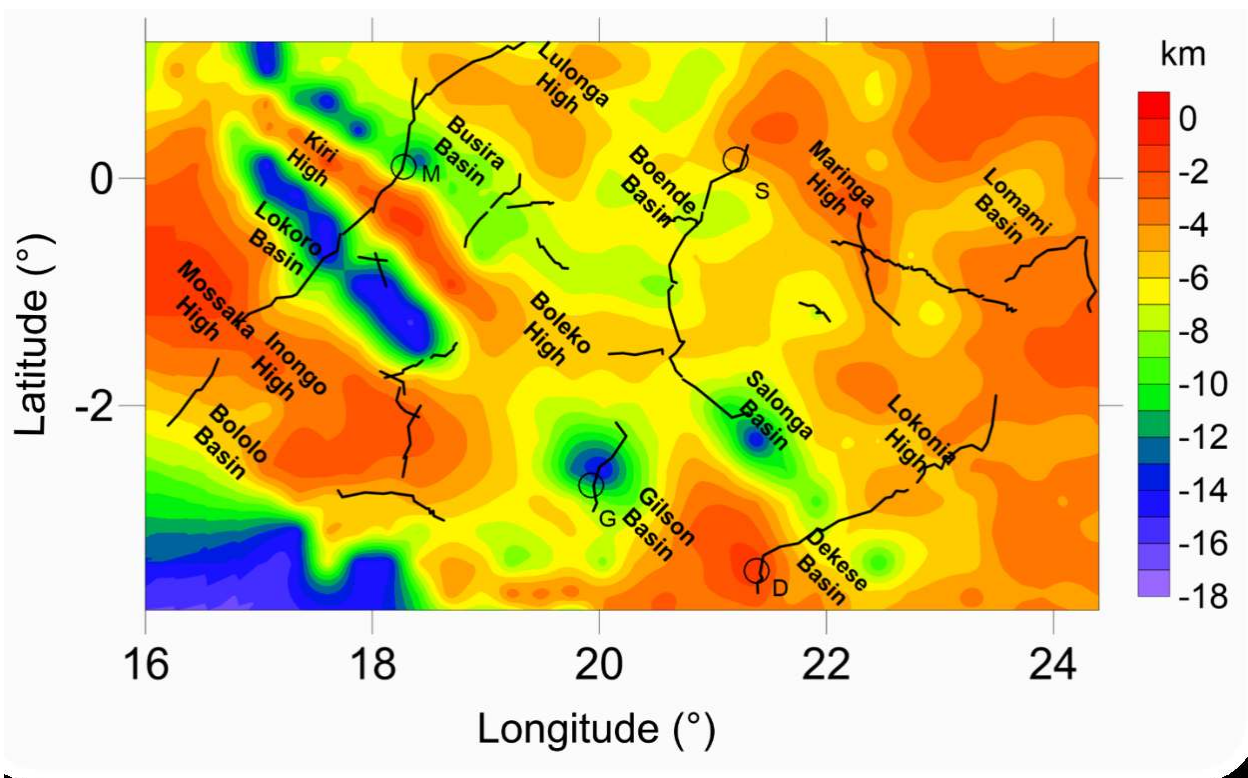 km
0
-2
-4
-6
-8
-10
-12
-14
-16
-18
Lulonga
High
Busira
Basin
Kiri
High
M
Boende
Basin
S
Maringa
High
Lomami
Basin
Lokoro
Basin
Mossaka
High
Inongo
High
Boleko
High
Bololo
Basin
Salonga
Basin
Lokonia
High
Gilson
Basin
G
Dekese
Basin
D
0
-2
Latitude (°)
16
18
20
22
24
Longitude (°)